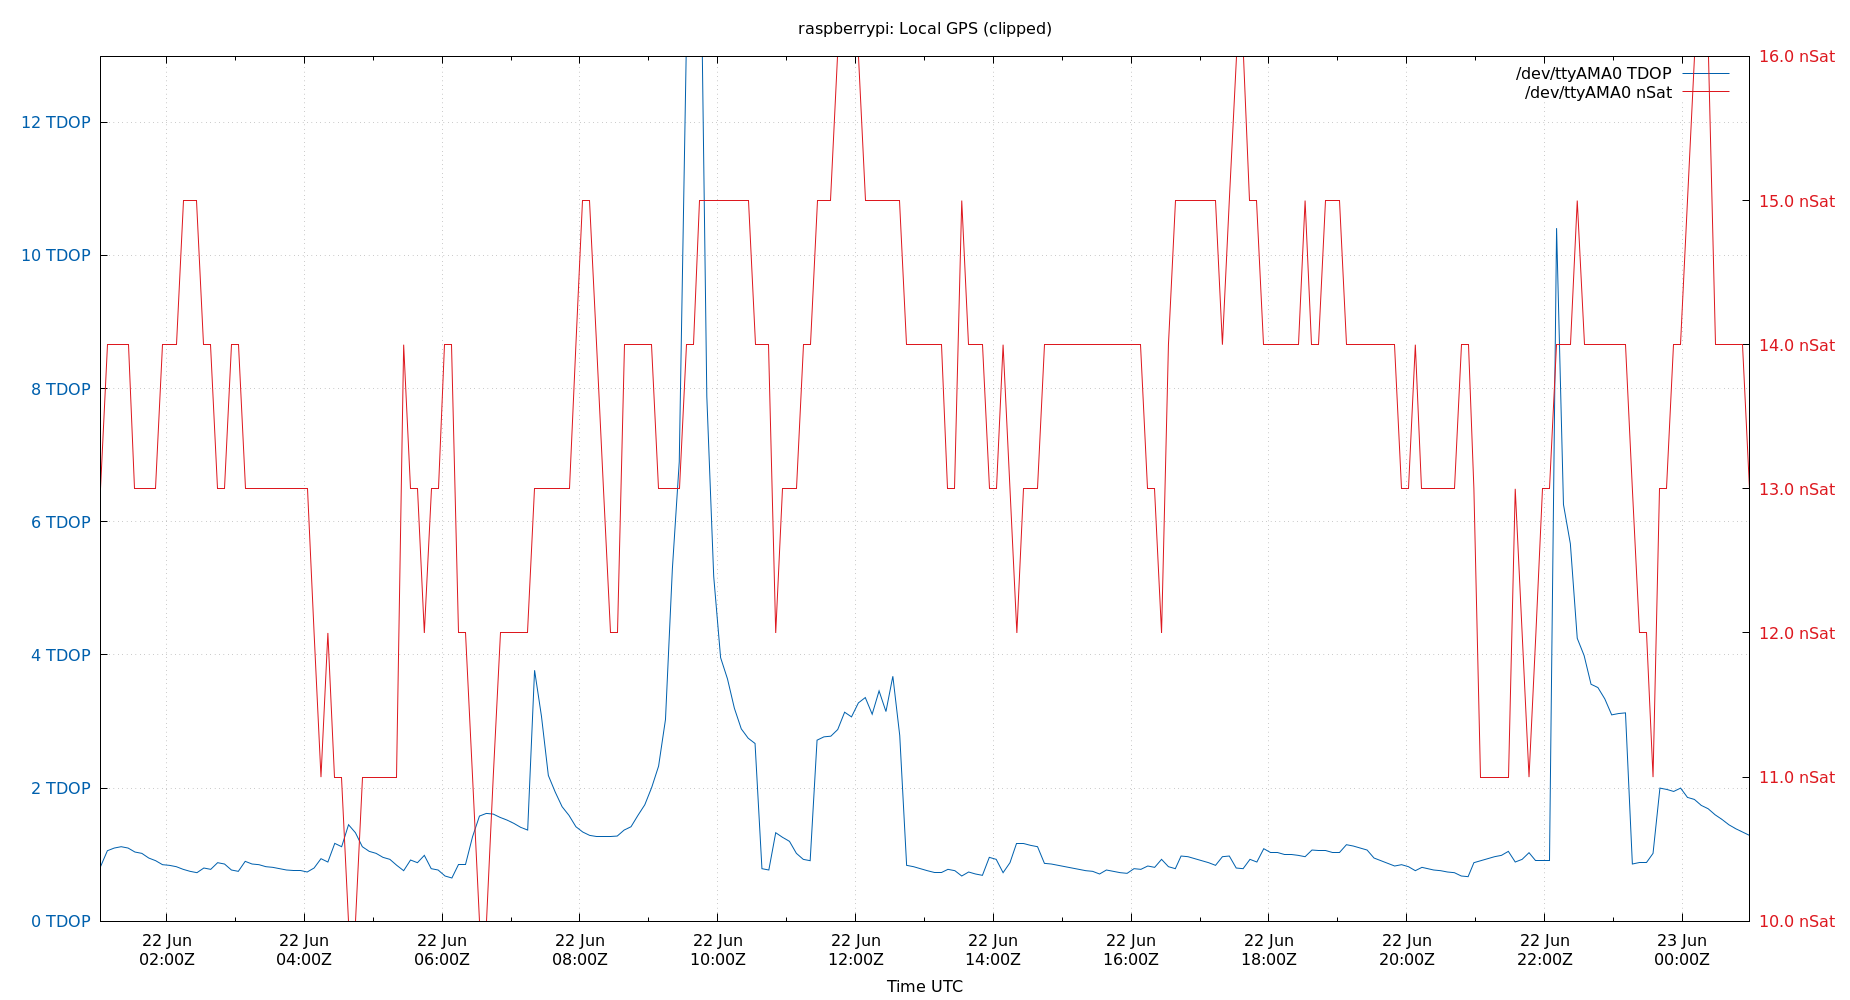 raspberrypi: Local GPS (clipped)
16.0 nSat
/dev/ttyAMA0 TDOP
/dev/ttyAMA0 nSat
12 TDOP
15.0 nSat
10 TDOP
14.0 nSat
8 TDOP
13.0 nSat
6 TDOP
12.0 nSat
4 TDOP
11.0 nSat
2 TDOP
0 TDOP
10.0 nSat
22 Jun 22 Jun 22 Jun 22 Jun 22 Jun 22 Jun 22 Jun 22 Jun 22 Jun 22 Jun 22 Jun 23 Jun
02:00Z 04:00Z 06:00Z 08:00Z 10:00Z 12:00Z 14:00Z 16:00Z 18:00Z 20:00Z 22:00Z 00:00Z
Time UTC